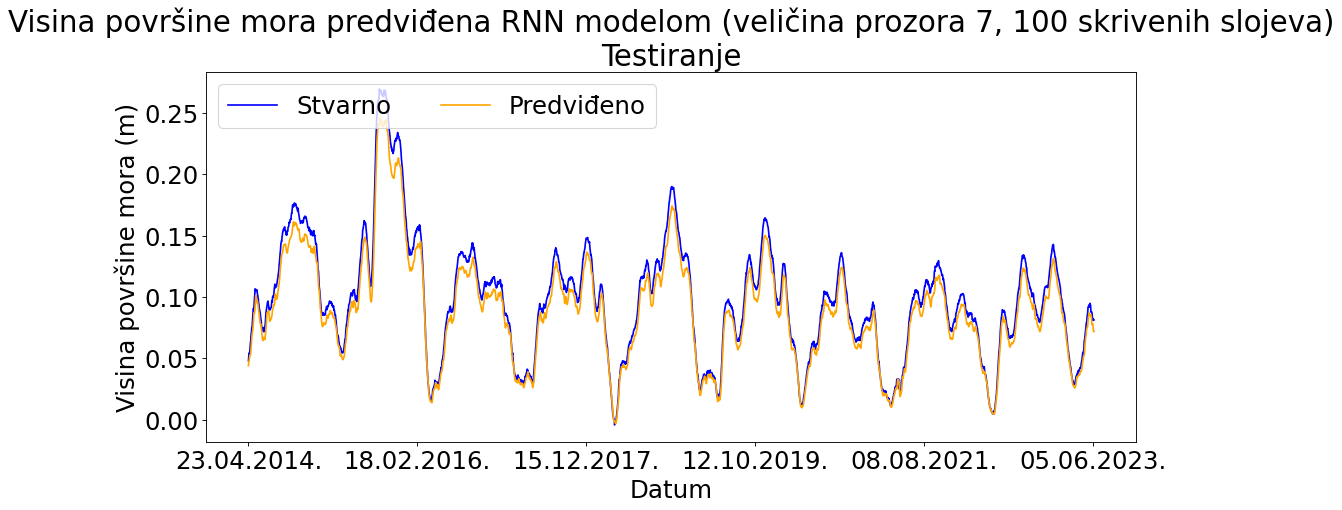 Visina površine mora predviđena RNN modelom (veličina prozora 7, 100 skrivenih slojeva)
Testiranje
Stvarno Predviđeno
Visina površine mora (m)
0.25
0.20
0.15
0.10
0.05
0.00
23.04.2014. 18.02.2016. 15.12.2017. 12.10.2019. 08.08.2021. 05.06.2023.
Datum